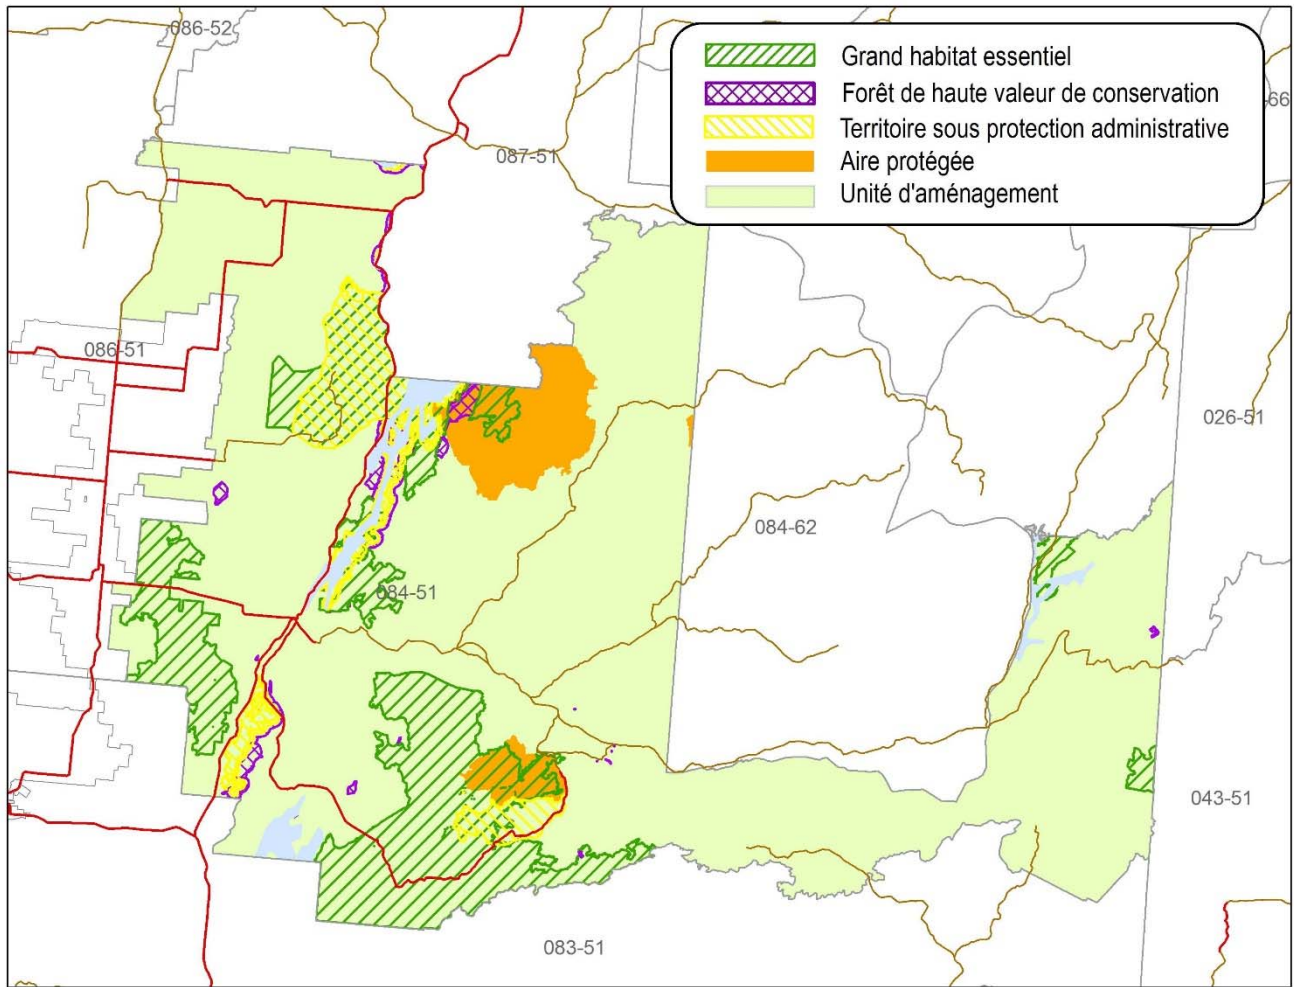 086-52
Grand habitat essentiel
Forêt de haute valeur de conservation
Territoire sous protection administrative
Aire protégée
Unité d'aménagement
66
087-51
086-51
026-51
084-62
084-51
043-51
083-51